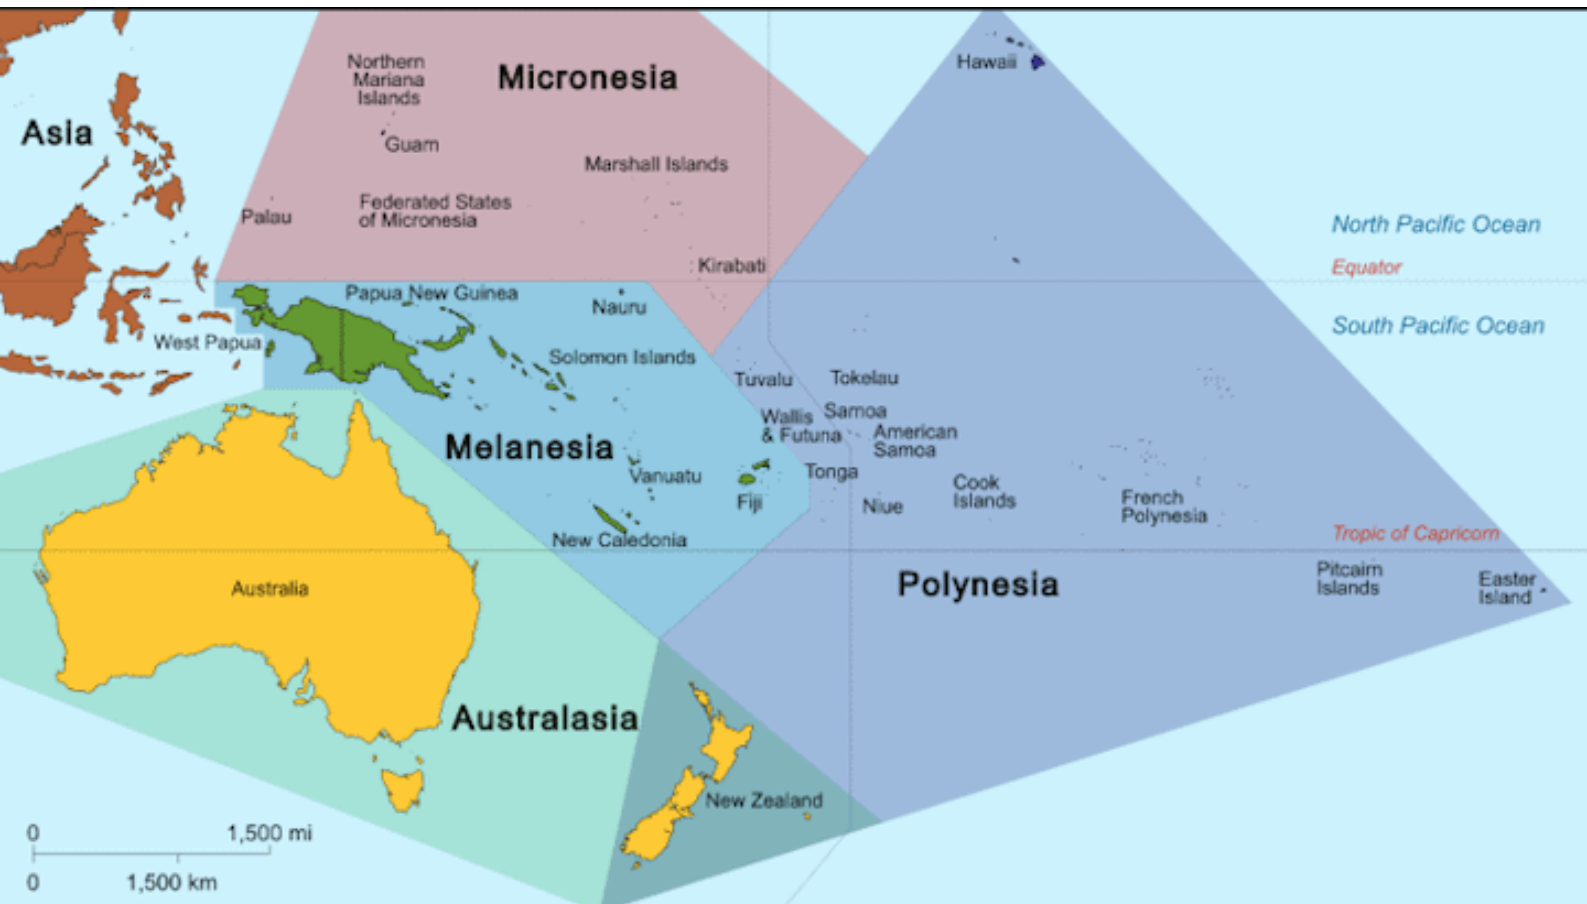 Northern
Mariana
Islands
Micronesia
Hawaii
Asia
Guam
Marshall Islands
Palau
Federated States
of Micronesia
North Pacific Ocean
Kirabati
Equator
Papua New Guinea
Nauru
South Pacific Ocean
West Papua
Solomon Islands
Tuvalu
Tokelau
Wallis
& Futuna
Samoa
American
Samoa
Melanesia
Tonga
Vanuatu
Fiji
Niue
Cook
Islands
French
Polynesia
New Caledonia
Tropic of Capricorn
Australia
Polynesia
Pitcairn
Islands
Easter
Island
Australasia
New Zealand
0
1,500 mi
0
1,500 km